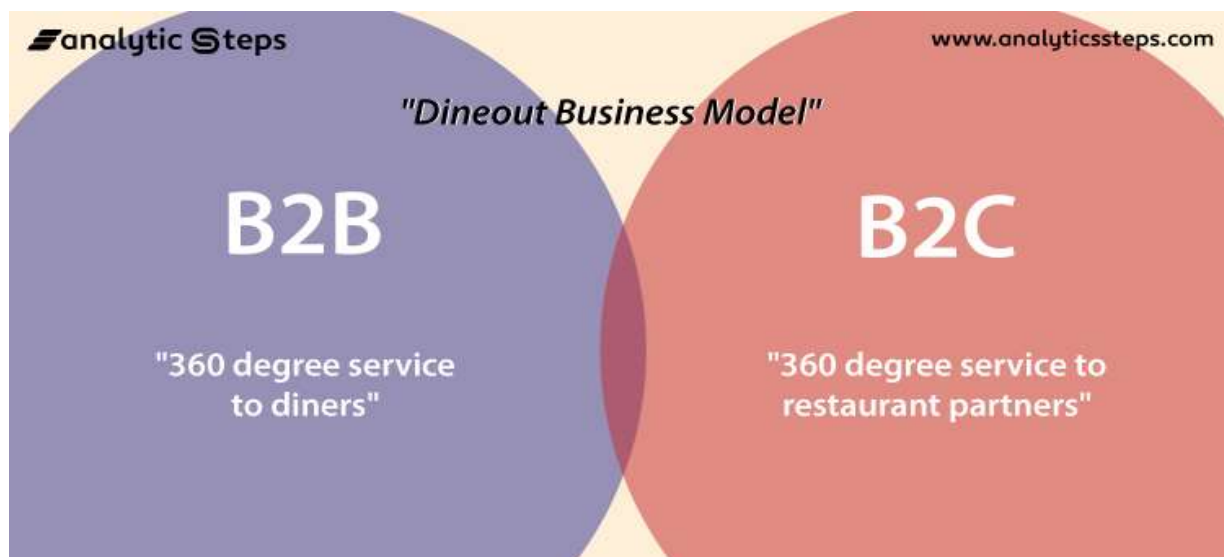 analytic Steps
www.analyticssteps.com
"Dineout Business Model"
B2B
"360 degree service
to diners"
B2C
"360 degree service to
restaurant partners"